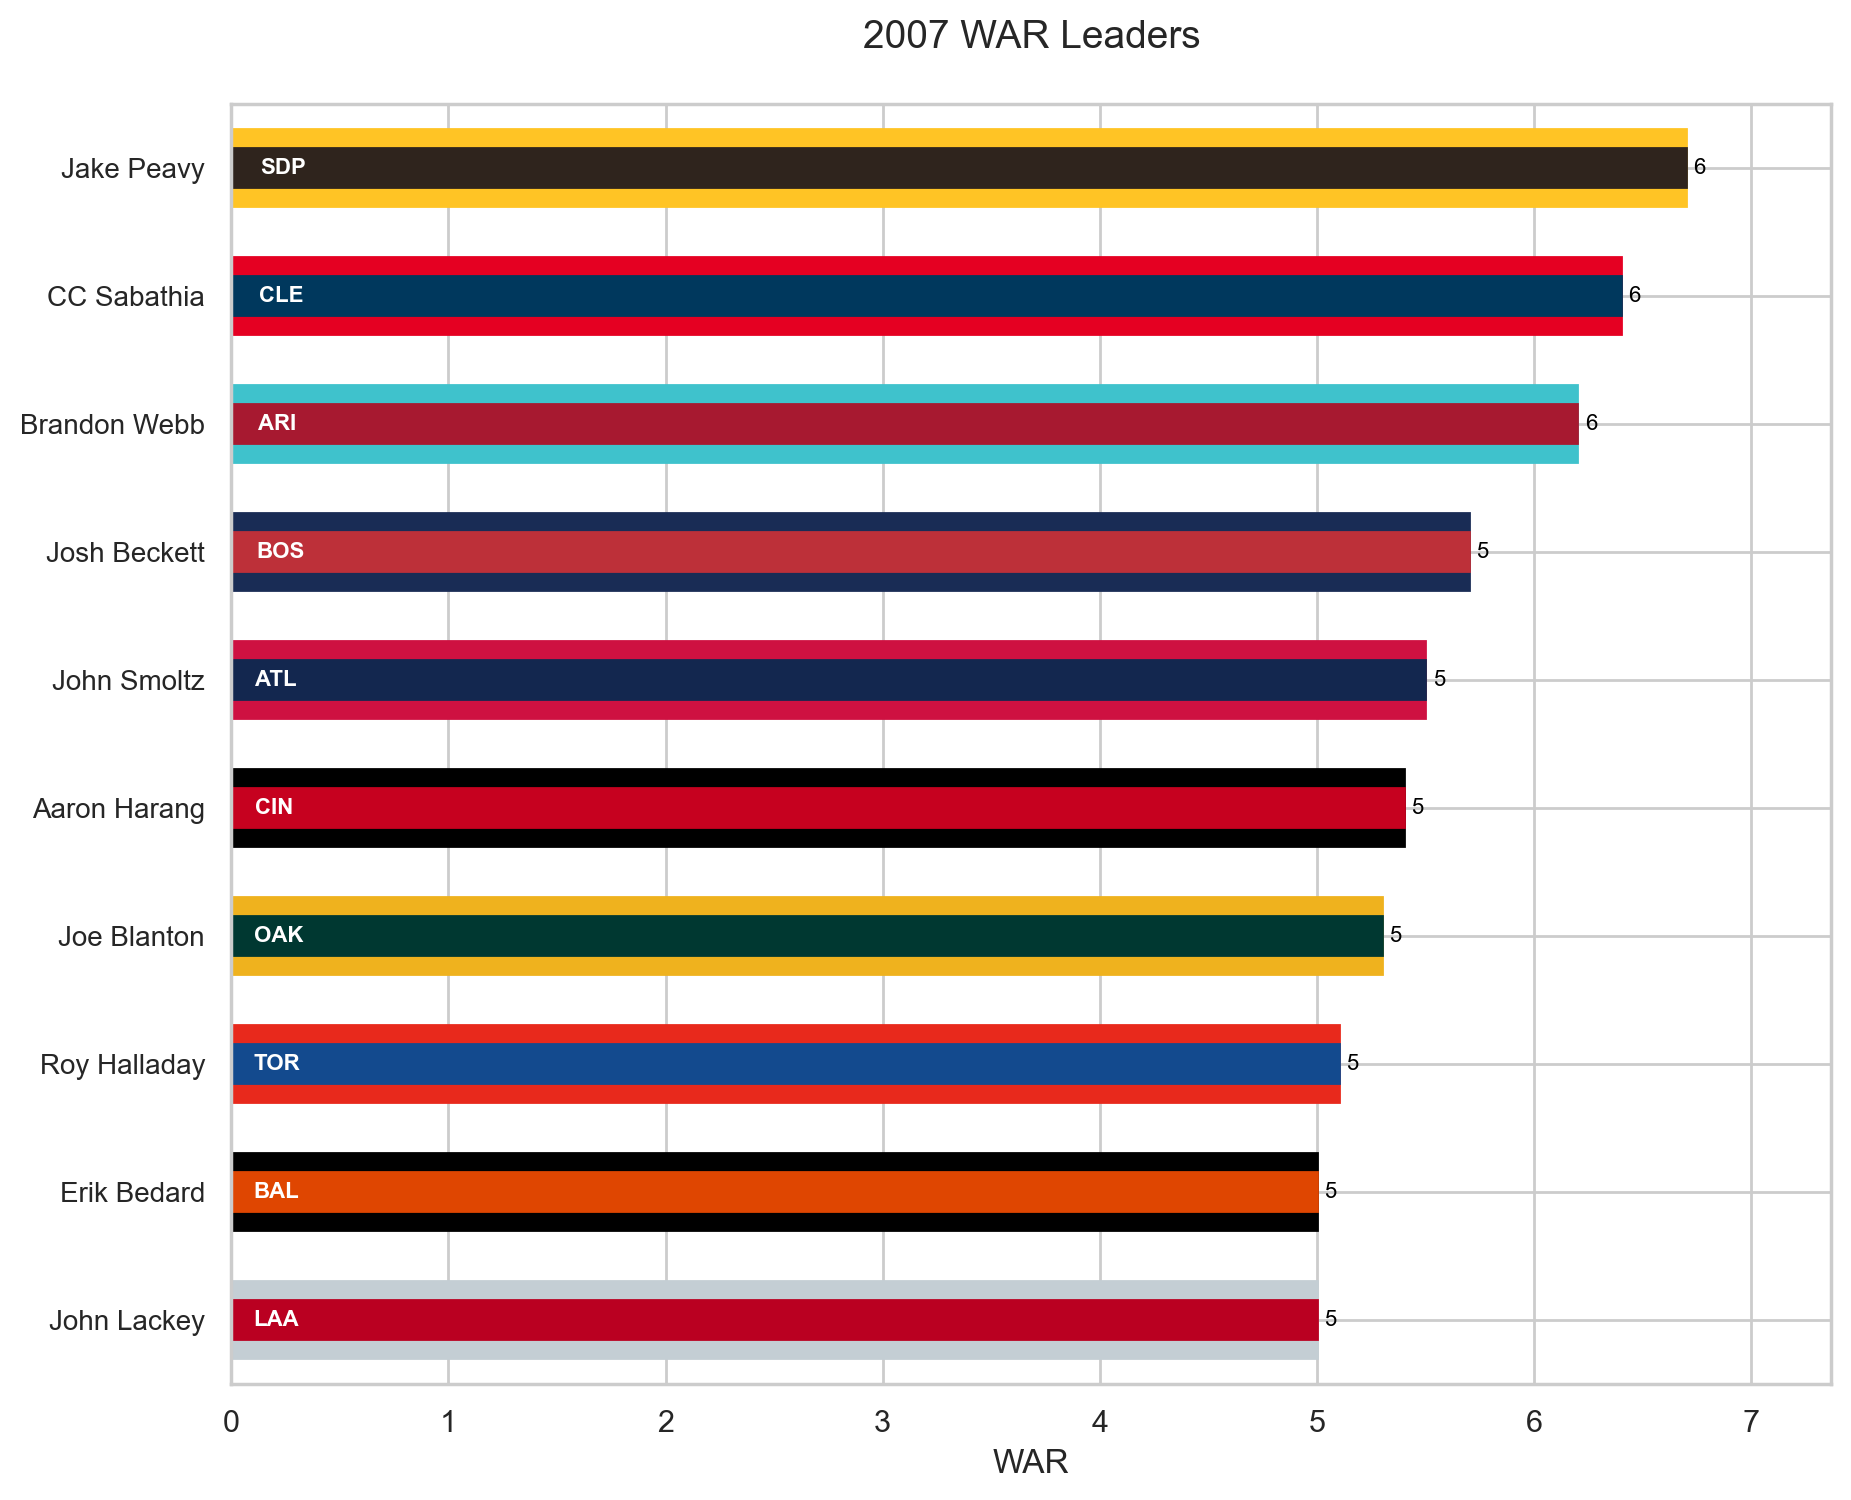 2007 WAR Leaders
Jake Peavy SDP 6
CC Sabathia CLE 6
Brandon Webb ARI 6
Josh Beckett BOS 5
John Smoltz ATL 5
Aaron Harang CIN 5
Joe Blanton OAK 5
Roy Halladay TOR 5
Erik Bedard BAL 5
John Lackey LAA 5
0 1 2 3 4 5 6 7
WAR